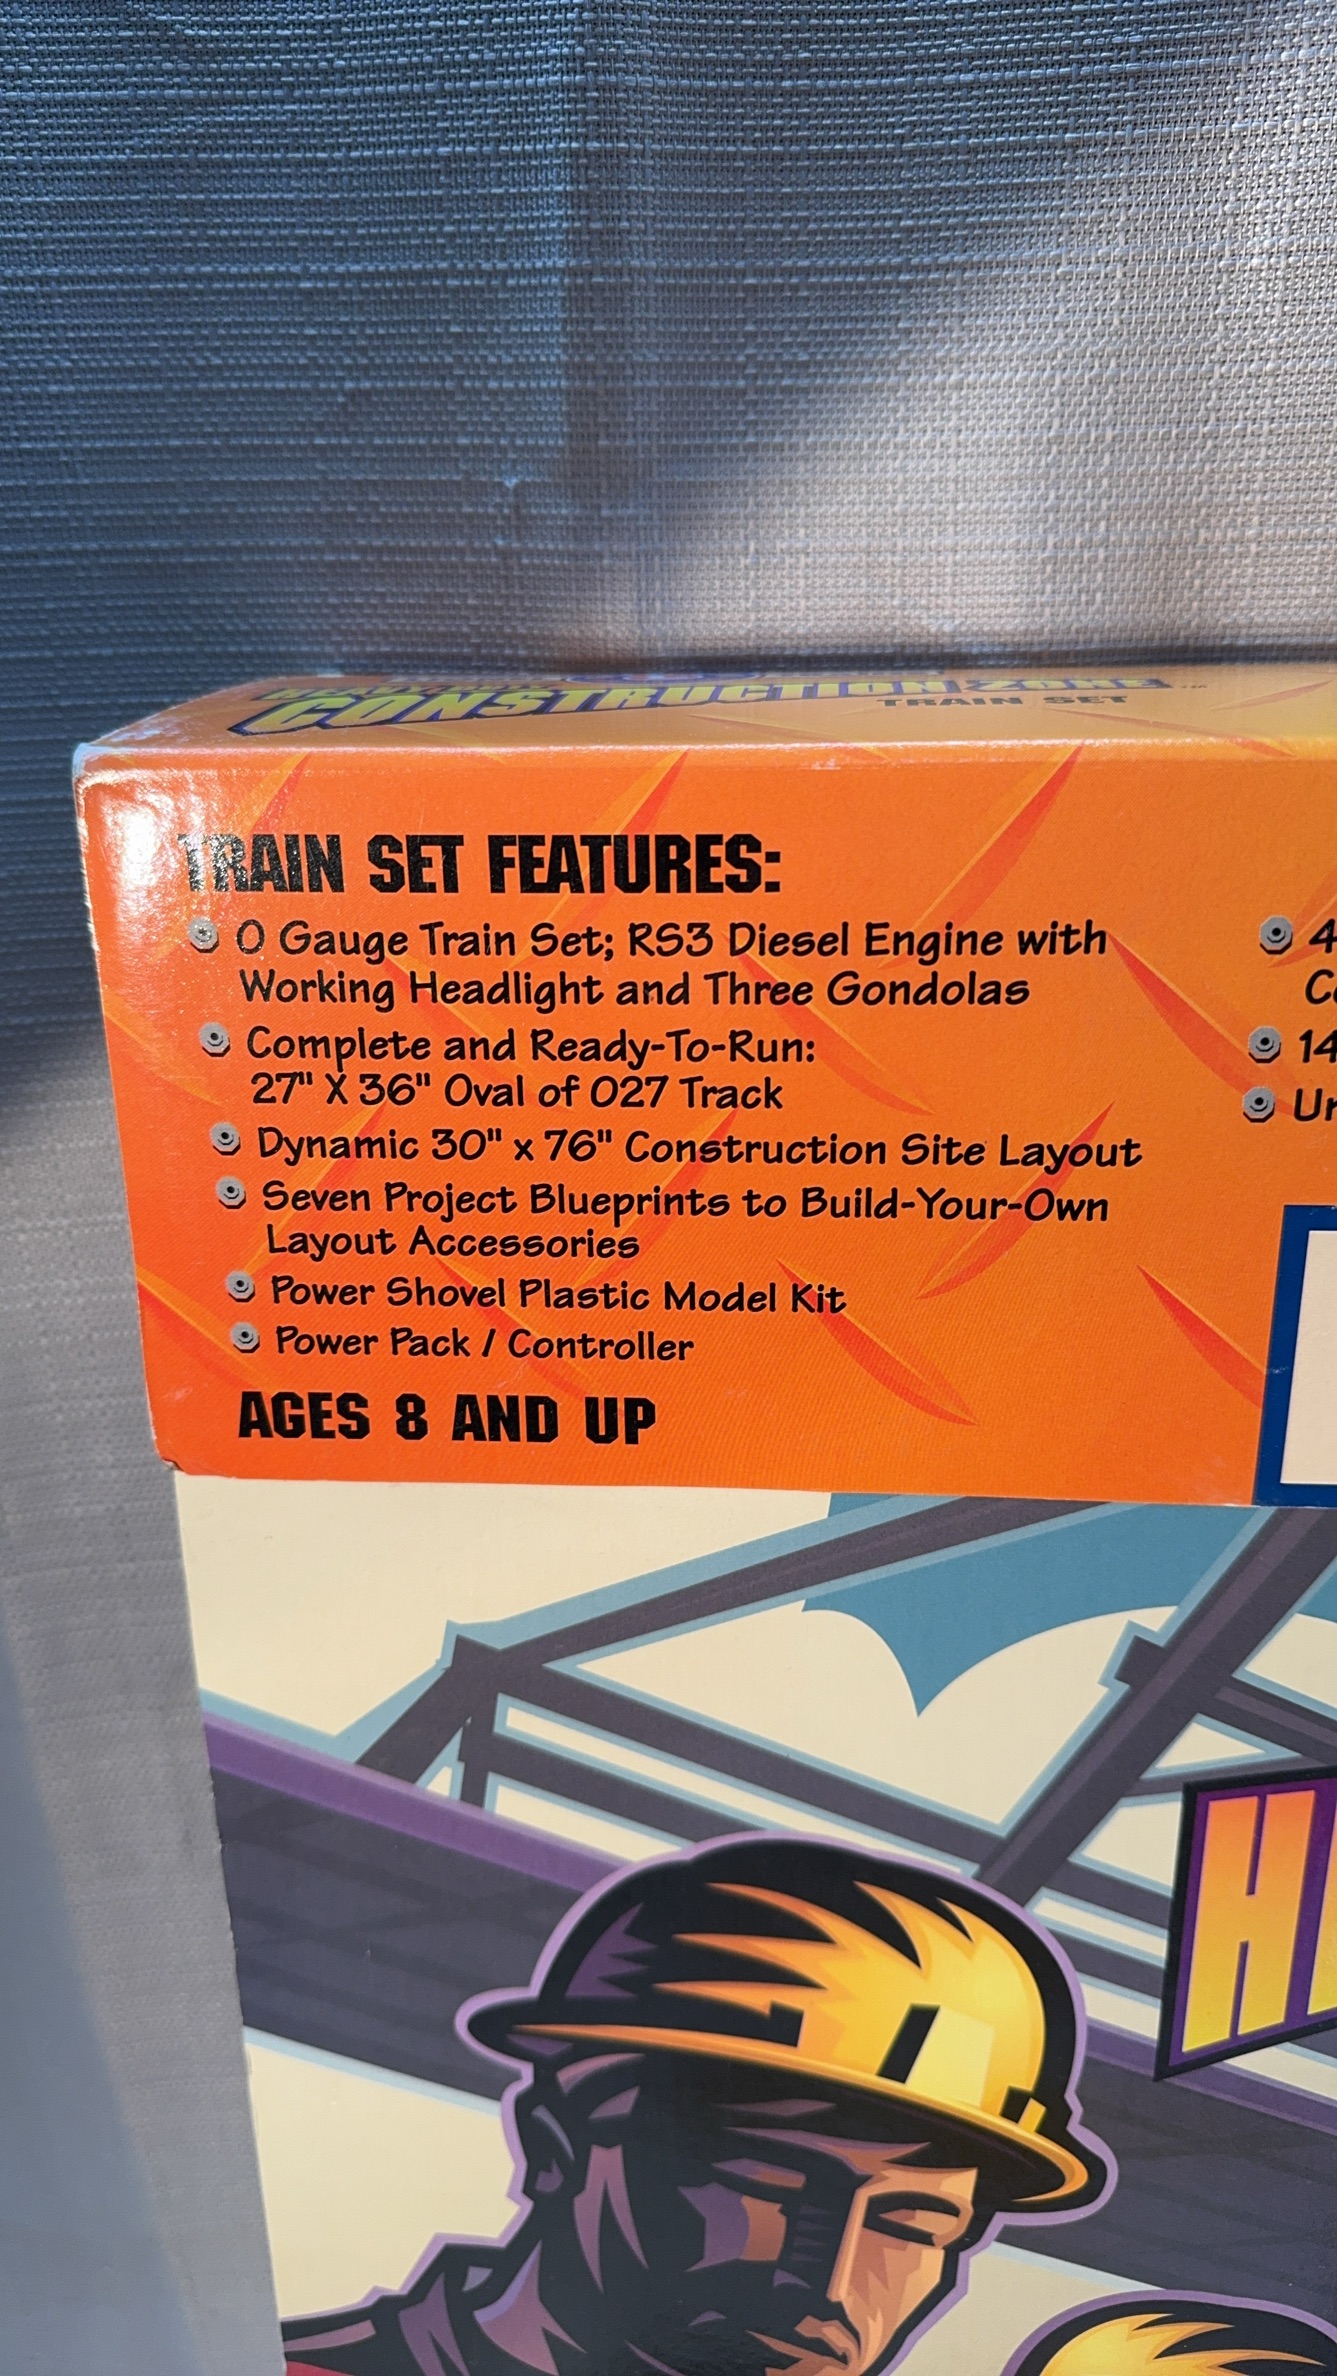 CONSTRUCTION ZONE ™
TRAIN SET
TRAIN SET FEATURES:
O Gauge Train Set; RS3 Diesel Engine with
Working Headlight and Three Gondolas
Complete and Ready-To-Run:
27" X 36" Oval of O27 Track
Dynamic 30" x 76" Construction Site Layout
Seven Project Blueprints to Build-Your-Own
Layout Accessories
Power Shovel Plastic Model Kit
Power Pack / Controller
AGES 8 AND UP
4
14
H